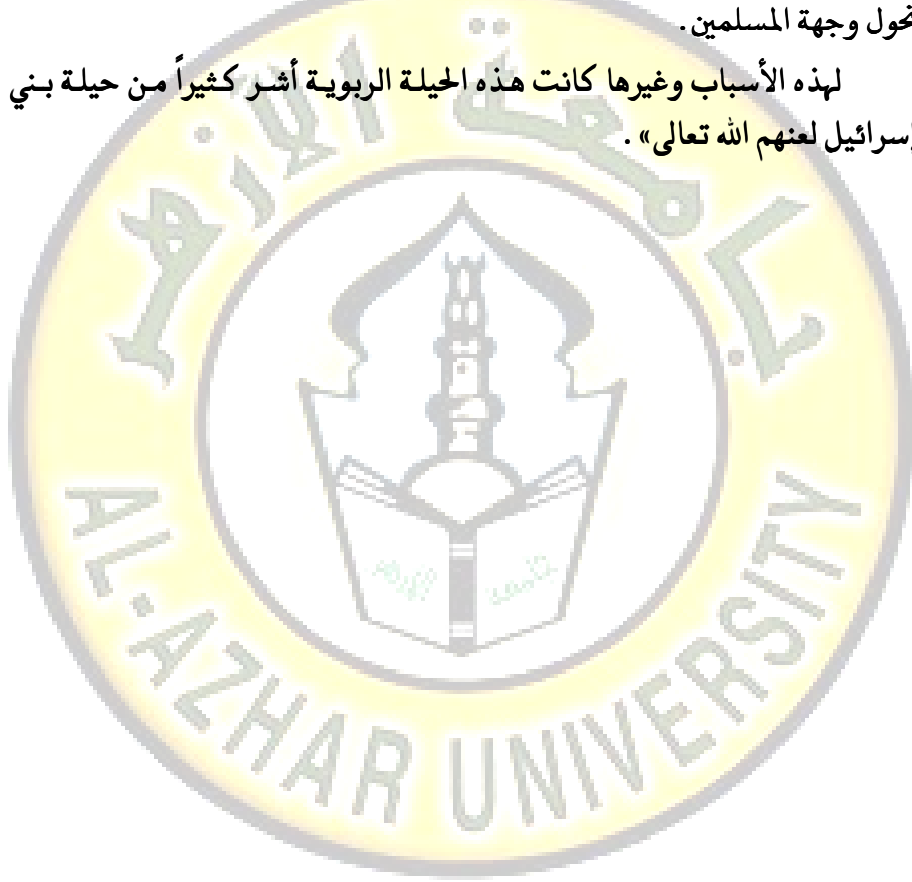 تحول وجهة المسلمين.
لهذه الأسباب وغيرها كانت هذه الحيلة الربوية أشر كثيراً من حيلة بني
إسرائيل لعنهم الله تعالى».
جامعة الأزهر
AL-AZHAR UNIVERSITY